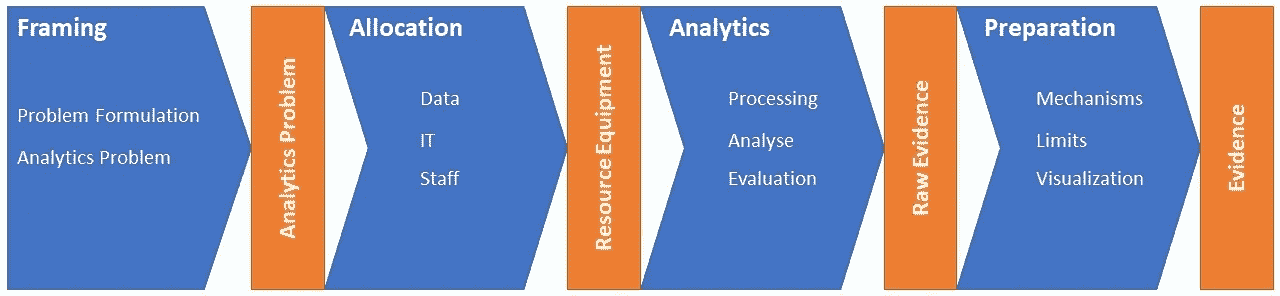 Framing
Problem Formulation
Analytics Problem
Analytics Problem
Allocation
Data
IT
Staff
Resource Equipment
Analytics
Processing
Analyse
Evaluation
Raw Evidence
Preparation
Mechanisms
Limits
Visualization
Evidence